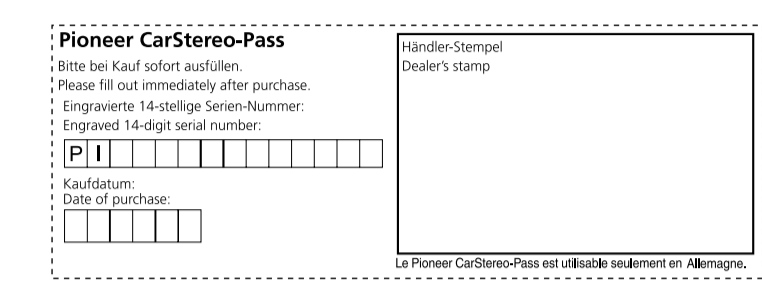 Pioneer CarStereo-Pass
Bitte bei Kauf sofort ausfüllen.
Please fill out immediately after purchase.
Eingravierte 14-stellige Serien-Nummer:
Engraved 14-digit serial number:
P I
Kaufdatum:
Date of purchase:
Händler-Stempel
Dealer's stamp
Le Pioneer CarStereo-Pass est utilisable seulement en Allemagne.